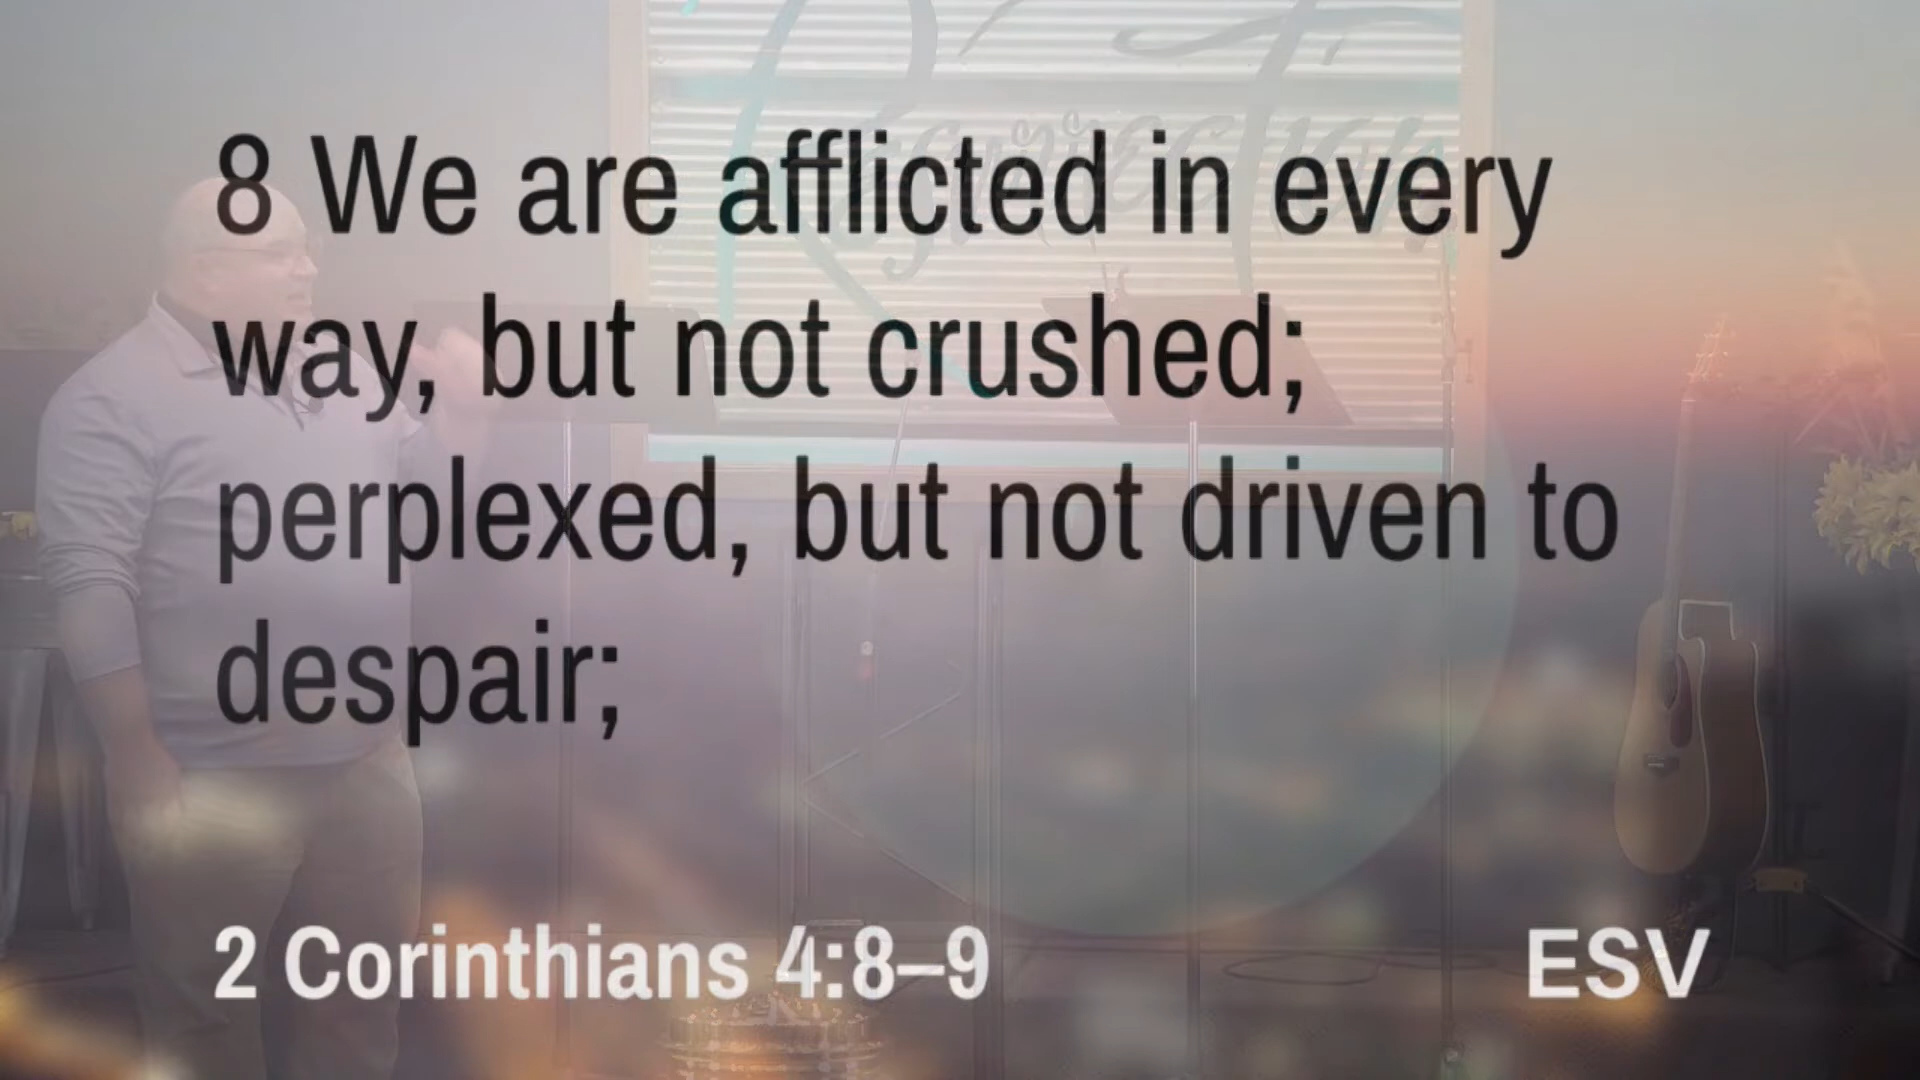 8 We are afflicted in every
way, but not crushed;
perplexed, but not driven to
despair;
2 Corinthians 4:8–9 ESV